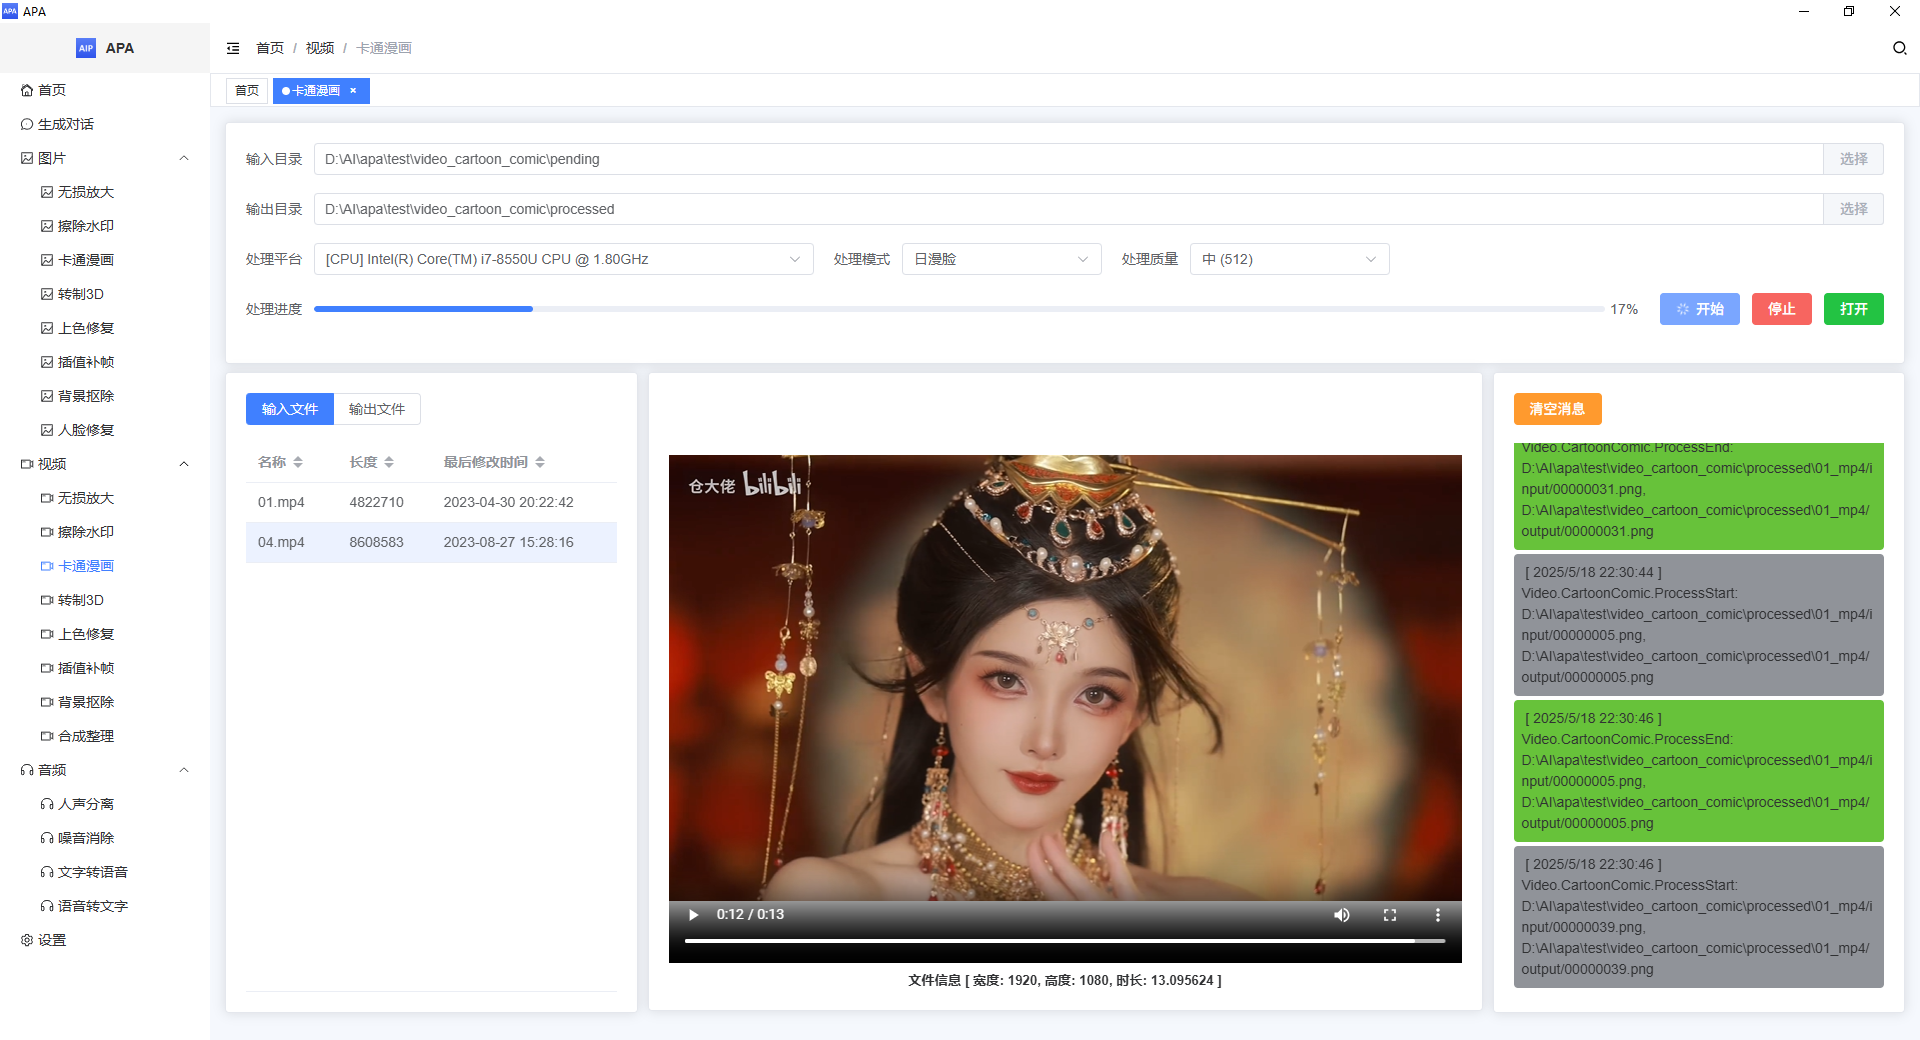 APA APA
AIP APA
首页 / 视频 / 卡通漫画
首页
卡通漫画 ×
首页
生成对话
图片
无损放大
擦除水印
卡通漫画
转制3D
上色修复
插值补帧
背景抠除
人脸修复
视频
无损放大
擦除水印
卡通漫画
转制3D
上色修复
插值补帧
背景抠除
合成整理
音频
人声分离
噪音消除
文字转语音
语音转文字
设置
输入目录 D:\AI\apa\test\video_cartoon_comic\pending 选择
输出目录 D:\AI\apa\test\video_cartoon_comic\processed 选择
处理平台 [CPU] Intel(R) Core(TM) i7-8550U CPU @ 1.80GHz 处理模式 日漫脸 处理质量 中 (512)
处理进度 17% 开始 停止 打开
输入文件 输出文件
名称 长度 最后修改时间
01.mp4 4822710 2023-04-30 20:22:42
04.mp4 8608583 2023-08-27 15:28:16
仓大佬 bilibili
0:12 / 0:13
文件信息 [ 宽度: 1920, 高度: 1080, 时长: 13.095624 ]
清空消息
Video.CartoonComic.ProcessEnd:
D:\AI\apa\test\video_cartoon_comic\processed\01_mp4/i
nput/00000031.png,
D:\AI\apa\test\video_cartoon_comic\processed\01_mp4/
output/00000031.png
[ 2025/5/18 22:30:44 ]
Video.CartoonComic.ProcessStart:
D:\AI\apa\test\video_cartoon_comic\processed\01_mp4/i
nput/00000005.png,
D:\AI\apa\test\video_cartoon_comic\processed\01_mp4/
output/00000005.png
[ 2025/5/18 22:30:46 ]
Video.CartoonComic.ProcessEnd:
D:\AI\apa\test\video_cartoon_comic\processed\01_mp4/i
nput/00000005.png,
D:\AI\apa\test\video_cartoon_comic\processed\01_mp4/
output/00000005.png
[ 2025/5/18 22:30:46 ]
Video.CartoonComic.ProcessStart:
D:\AI\apa\test\video_cartoon_comic\processed\01_mp4/i
nput/00000039.png,
D:\AI\apa\test\video_cartoon_comic\processed\01_mp4/
output/00000039.png